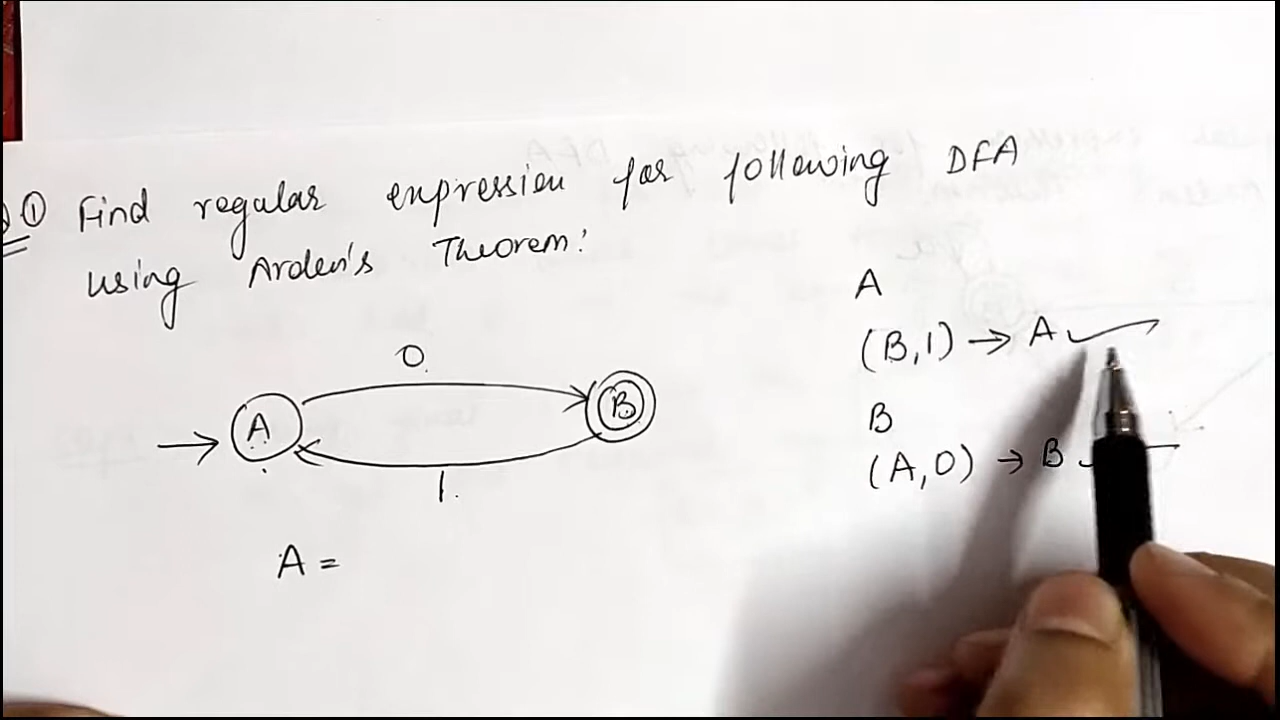 Q① Find regular expression for following DFA
using Arden's Theorem:
A
(B,1) → A
B
(A,0) → B
0
A
B
1
A =